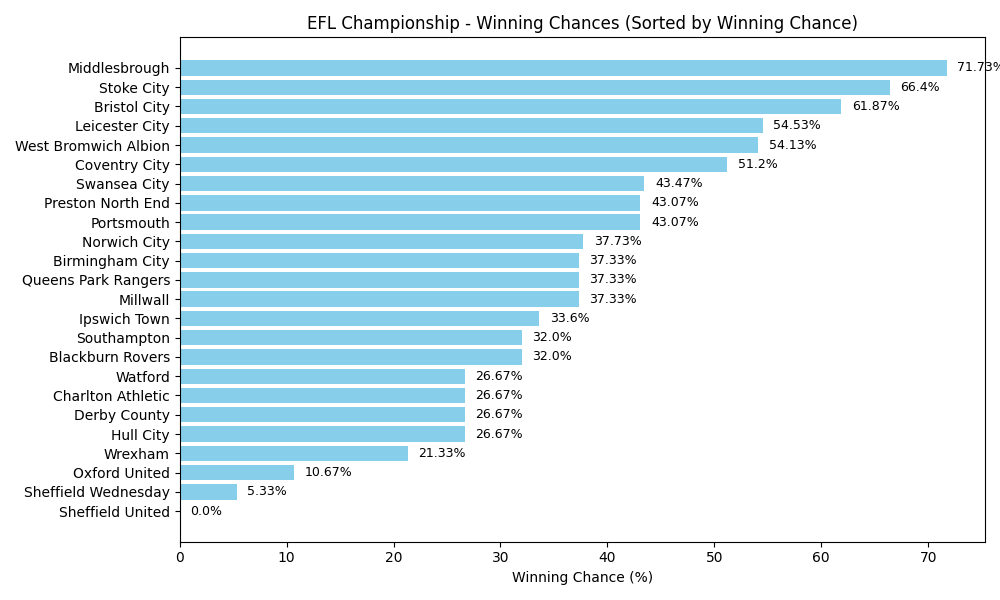 EFL Championship - Winning Chances (Sorted by Winning Chance)
Middlesbrough 71.73%
Stoke City 66.4%
Bristol City 61.87%
Leicester City 54.53%
West Bromwich Albion 54.13%
Coventry City 51.2%
Swansea City 43.47%
Preston North End 43.07%
Portsmouth 43.07%
Norwich City 37.73%
Birmingham City 37.33%
Queens Park Rangers 37.33%
Millwall 37.33%
Ipswich Town 33.6%
Southampton 32.0%
Blackburn Rovers 32.0%
Watford 26.67%
Charlton Athletic 26.67%
Derby County 26.67%
Hull City 26.67%
Wrexham 21.33%
Oxford United 10.67%
Sheffield Wednesday 5.33%
Sheffield United 0.0%
0 10 20 30 40 50 60 70
Winning Chance (%)